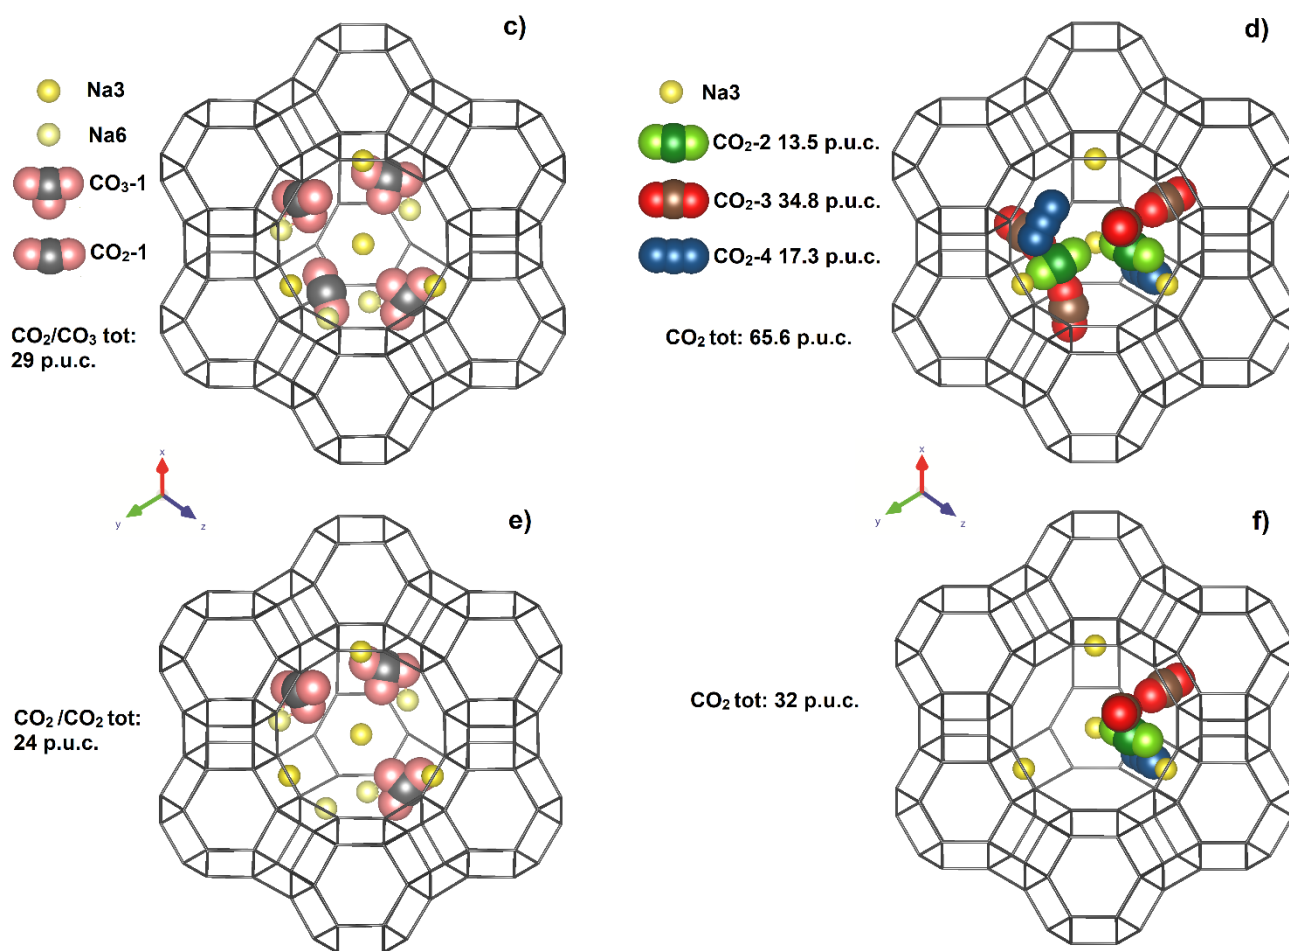 c)
Na3
Na6
CO₃-1
CO₂-1
CO₂/CO₃ tot:
29 p.u.c.
x
y
z
d)
Na3
CO₂-2 13.5 p.u.c.
CO₂-3 34.8 p.u.c.
CO₂-4 17.3 p.u.c.
CO₂ tot: 65.6 p.u.c.
x
y
z
e)
CO₂ /CO₂ tot:
24 p.u.c.
f)
CO₂ tot: 32 p.u.c.